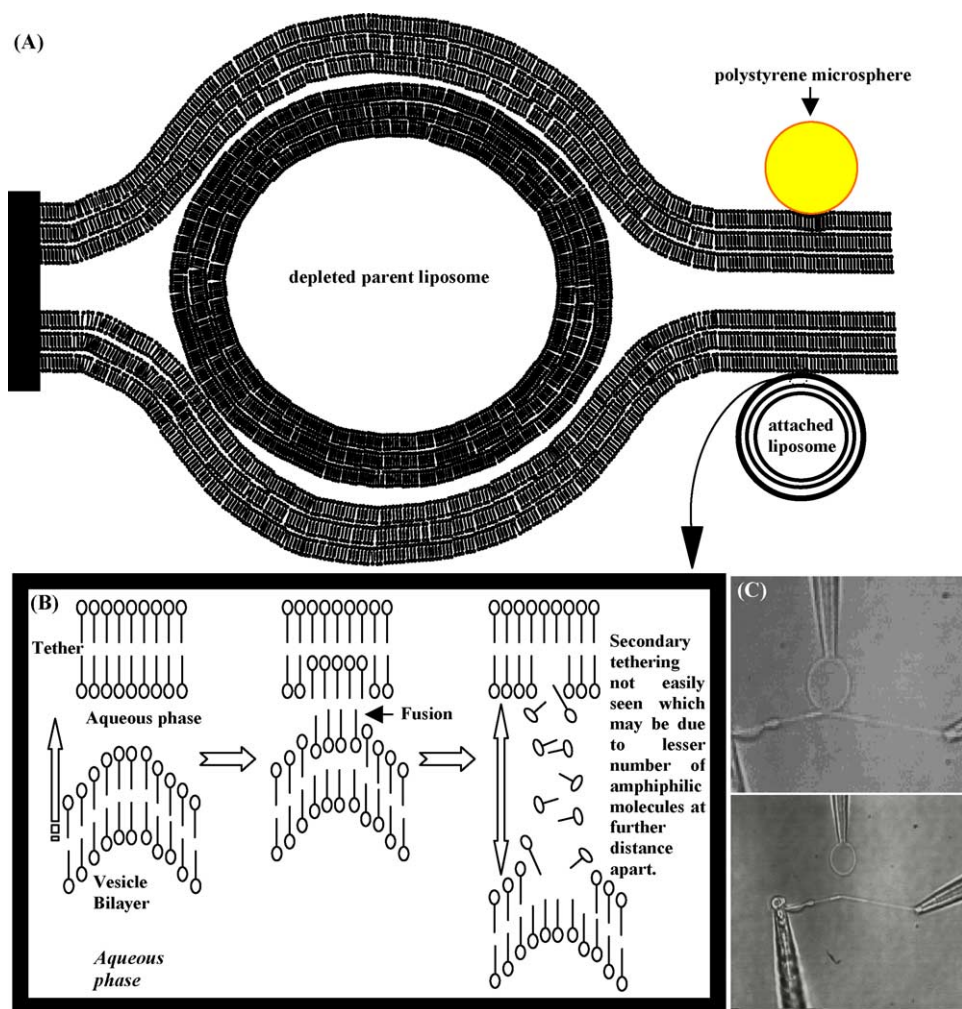 (A)
polystyrene microsphere
depleted parent liposome
attached
liposome
(B)
Tether
Aqueous phase
Vesicle
Bilayer
Aqueous
phase
Fusion
Secondary
tethering
not easily
seen which
may be due
to lesser
number of
amphiphilic
molecules at
further
distance
apart.
(C)